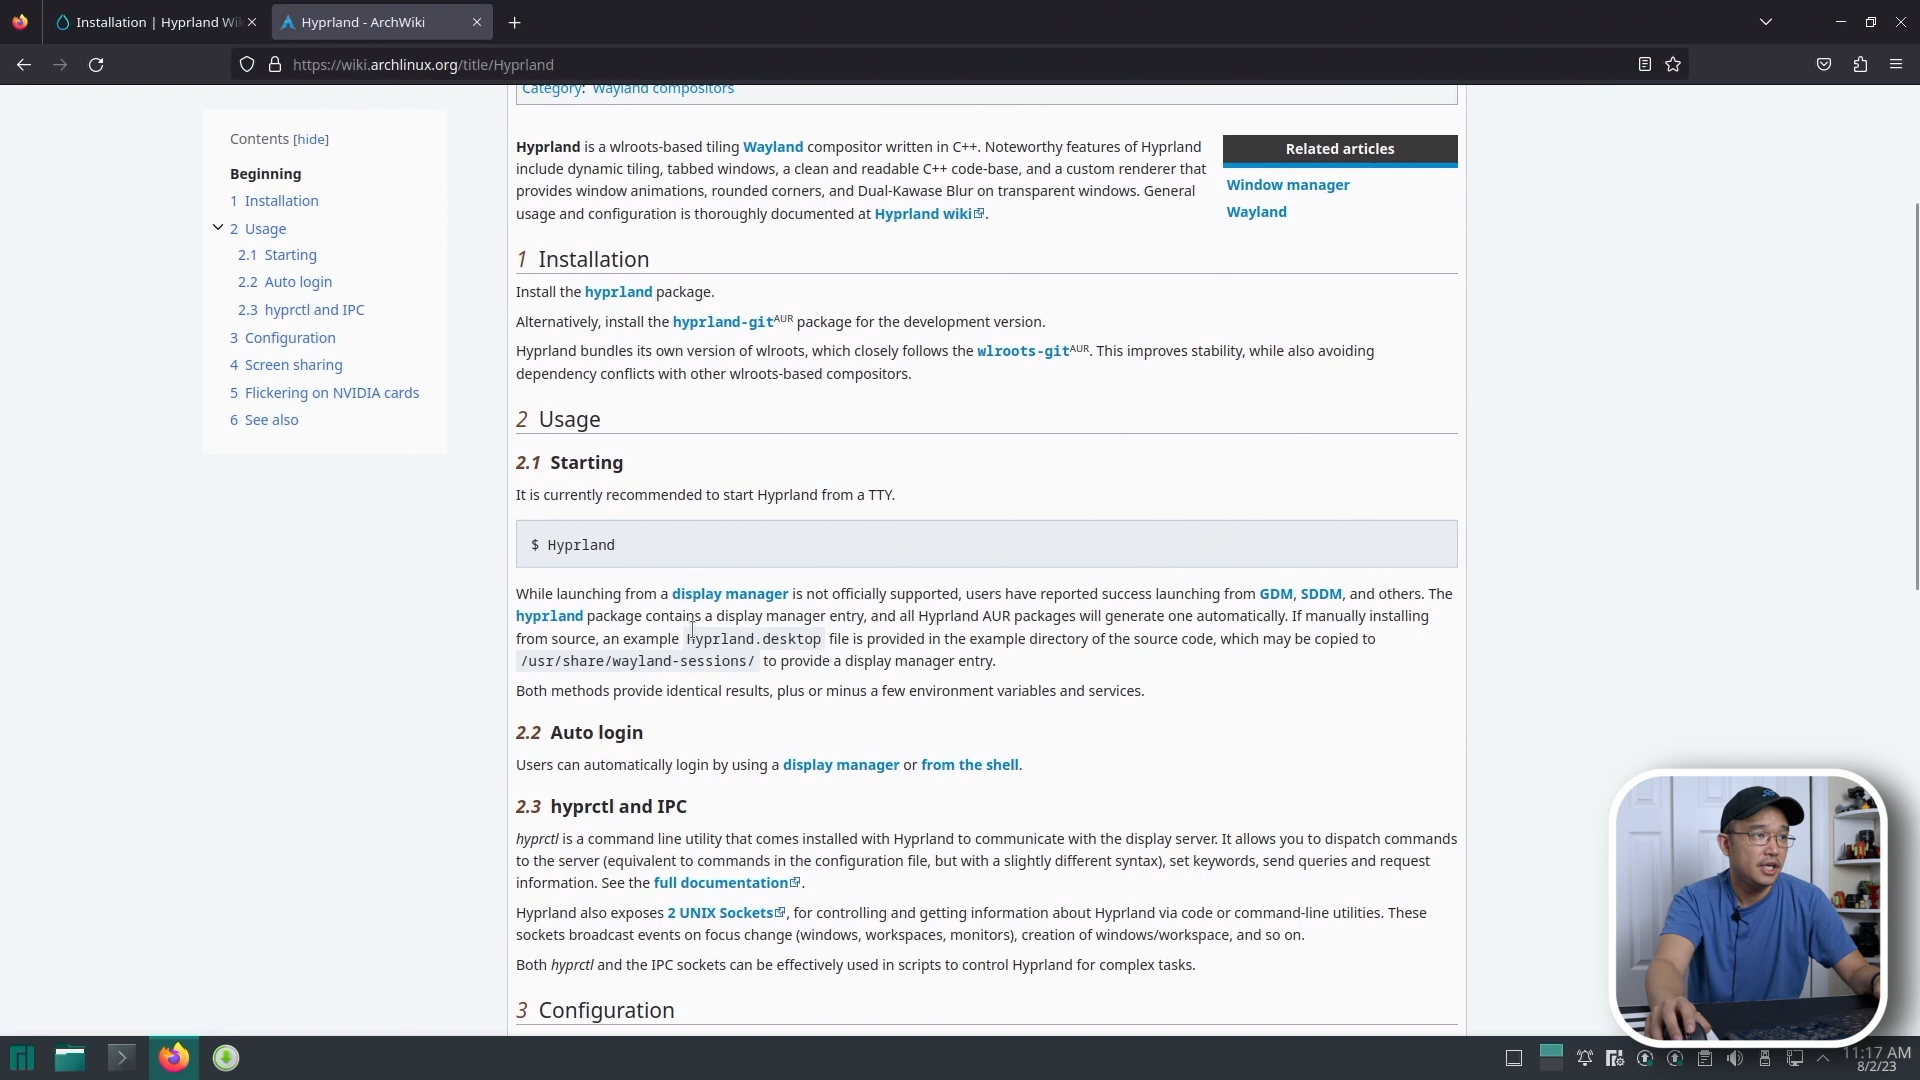 Installation | Hyprland Wi
Hyprland - ArchWiki
https://wiki.archlinux.org/title/Hyprland
Category: Wayland compositors
Contents [hide]
Beginning
1 Installation
2 Usage
2.1 Starting
2.2 Auto login
2.3 hyprctl and IPC
3 Configuration
4 Screen sharing
5 Flickering on NVIDIA cards
6 See also
Hyprland is a wlroots-based tiling Wayland compositor written in C++. Noteworthy features of Hyprland
include dynamic tiling, tabbed windows, a clean and readable C++ code-base, and a custom renderer that
provides window animations, rounded corners, and Dual-Kawase Blur on transparent windows. General
usage and configuration is thoroughly documented at Hyprland wiki.
Related articles
Window manager
Wayland
1 Installation
Install the hyprland package.
Alternatively, install the hyprland-gitAUR package for the development version.
Hyprland bundles its own version of wlroots, which closely follows the wlroots-gitAUR. This improves stability, while also avoiding
dependency conflicts with other wlroots-based compositors.
2 Usage
2.1 Starting
It is currently recommended to start Hyprland from a TTY.
$ Hyprland
While launching from a display manager is not officially supported, users have reported success launching from GDM, SDDM, and others. The
hyprland package contains a display manager entry, and all Hyprland AUR packages will generate one automatically. If manually installing
from source, an example hyprland.desktop file is provided in the example directory of the source code, which may be copied to
/usr/share/wayland-sessions/ to provide a display manager entry.
Both methods provide identical results, plus or minus a few environment variables and services.
2.2 Auto login
Users can automatically login by using a display manager or from the shell.
2.3 hyprctl and IPC
hyprctl is a command line utility that comes installed with Hyprland to communicate with the display server. It allows you to dispatch commands
to the server (equivalent to commands in the configuration file, but with a slightly different syntax), set keywords, send queries and request
information. See the full documentation.
Hyprland also exposes 2 UNIX Sockets, for controlling and getting information about Hyprland via code or command-line utilities. These
sockets broadcast events on focus change (windows, workspaces, monitors), creation of windows/workspace, and so on.
Both hyprctl and the IPC sockets can be effectively used in scripts to control Hyprland for complex tasks.
3 Configuration
11:17 AM
8/2/23